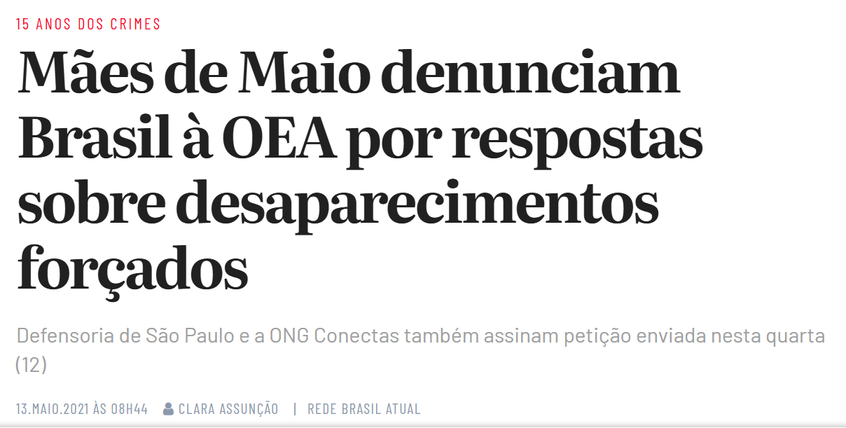 15 ANOS DOS CRIMES
Mães de Maio denunciam
Brasil à OEA por respostas
sobre desaparecimentos
forçados
Defensoria de São Paulo e a ONG Conectas também assinam petição enviada nesta quarta
(12)
13.MAIO.2021 ÀS 08H44 CLARA ASSUNÇÃO | REDE BRASIL ATUAL